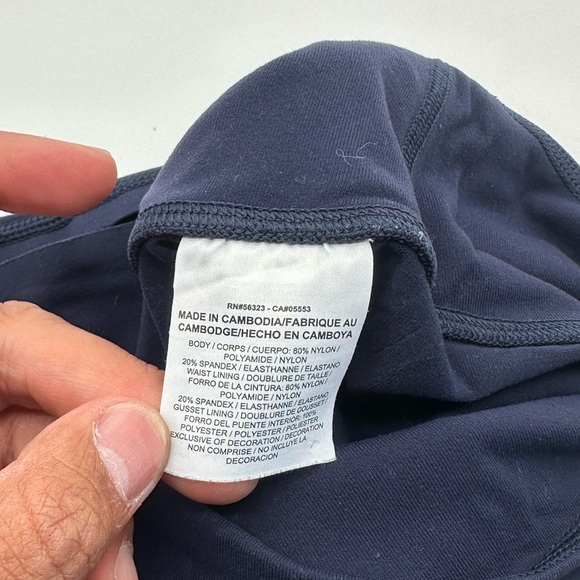 RN#56323 - CA#05553
MADE IN CAMBODIA/FABRIQUE AU
CAMBODGE/HECHO EN CAMBOYA
BODY / CORPS / CUERPO: 80% NYLON /
POLYAMIDE / NYLON
20% SPANDEX / ELASTHANNE / ELASTANO
WAIST LINING / DOUBLURE DE TAILLE/
FORRO DE LA CINTURA: 80% NYLON /
POLYAMIDE / NYLON
20% SPANDEX / ELASTHANNE / ELASTANO
GUSSET LINING / DOUBLURE DE GOUSSET /
FORRO DEL PUENTE INTERIOR: 100%
POLYESTER / POLYESTER / POLIESTER
EXCLUSIVE OF DECORATION / DECORATION
NON COMPRISE / NO INCLUYE LA
DECORACION